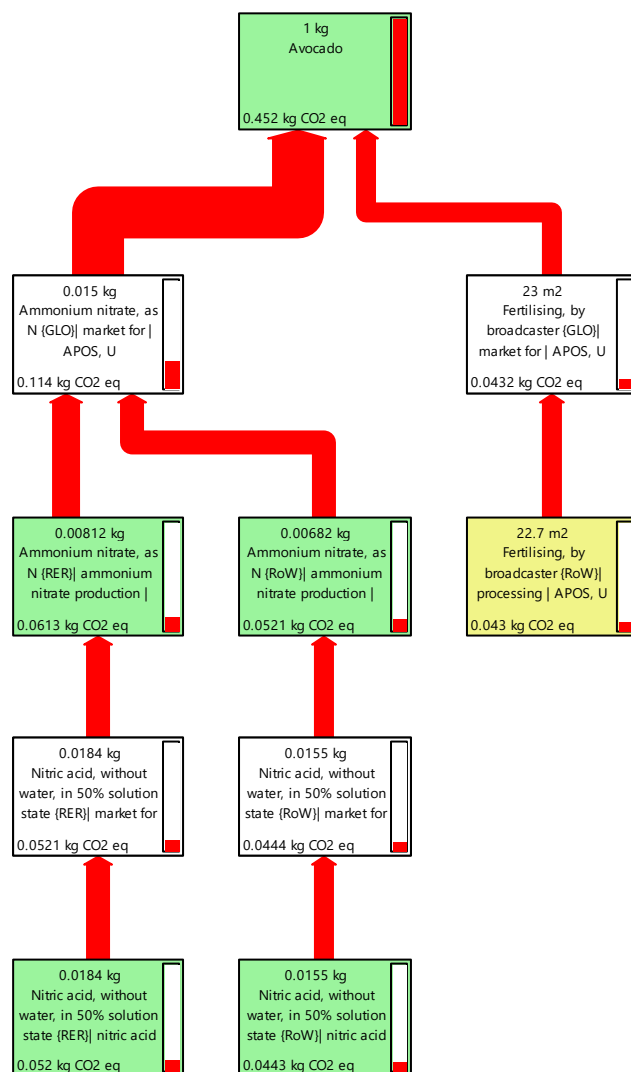 1 kg
Avocado
0.452 kg CO2 eq
0.015 kg
Ammonium nitrate, as
N {GLO}| market for |
APOS, U
0.114 kg CO2 eq
23 m2
Fertilising, by
broadcaster {GLO}|
market for | APOS, U
0.0432 kg CO2 eq
0.00812 kg
Ammonium nitrate, as
N {RER}| ammonium
nitrate production |
0.0613 kg CO2 eq
0.00682 kg
Ammonium nitrate, as
N {RoW}| ammonium
nitrate production |
0.0521 kg CO2 eq
22.7 m2
Fertilising, by
broadcaster {RoW}|
processing | APOS, U
0.043 kg CO2 eq
0.0184 kg
Nitric acid, without
water, in 50% solution
state {RER}| market for
0.0521 kg CO2 eq
0.0155 kg
Nitric acid, without
water, in 50% solution
state {RoW}| market for
0.0444 kg CO2 eq
0.0184 kg
Nitric acid, without
water, in 50% solution
state {RER}| nitric acid
0.052 kg CO2 eq
0.0155 kg
Nitric acid, without
water, in 50% solution
state {RoW}| nitric acid
0.0443 kg CO2 eq